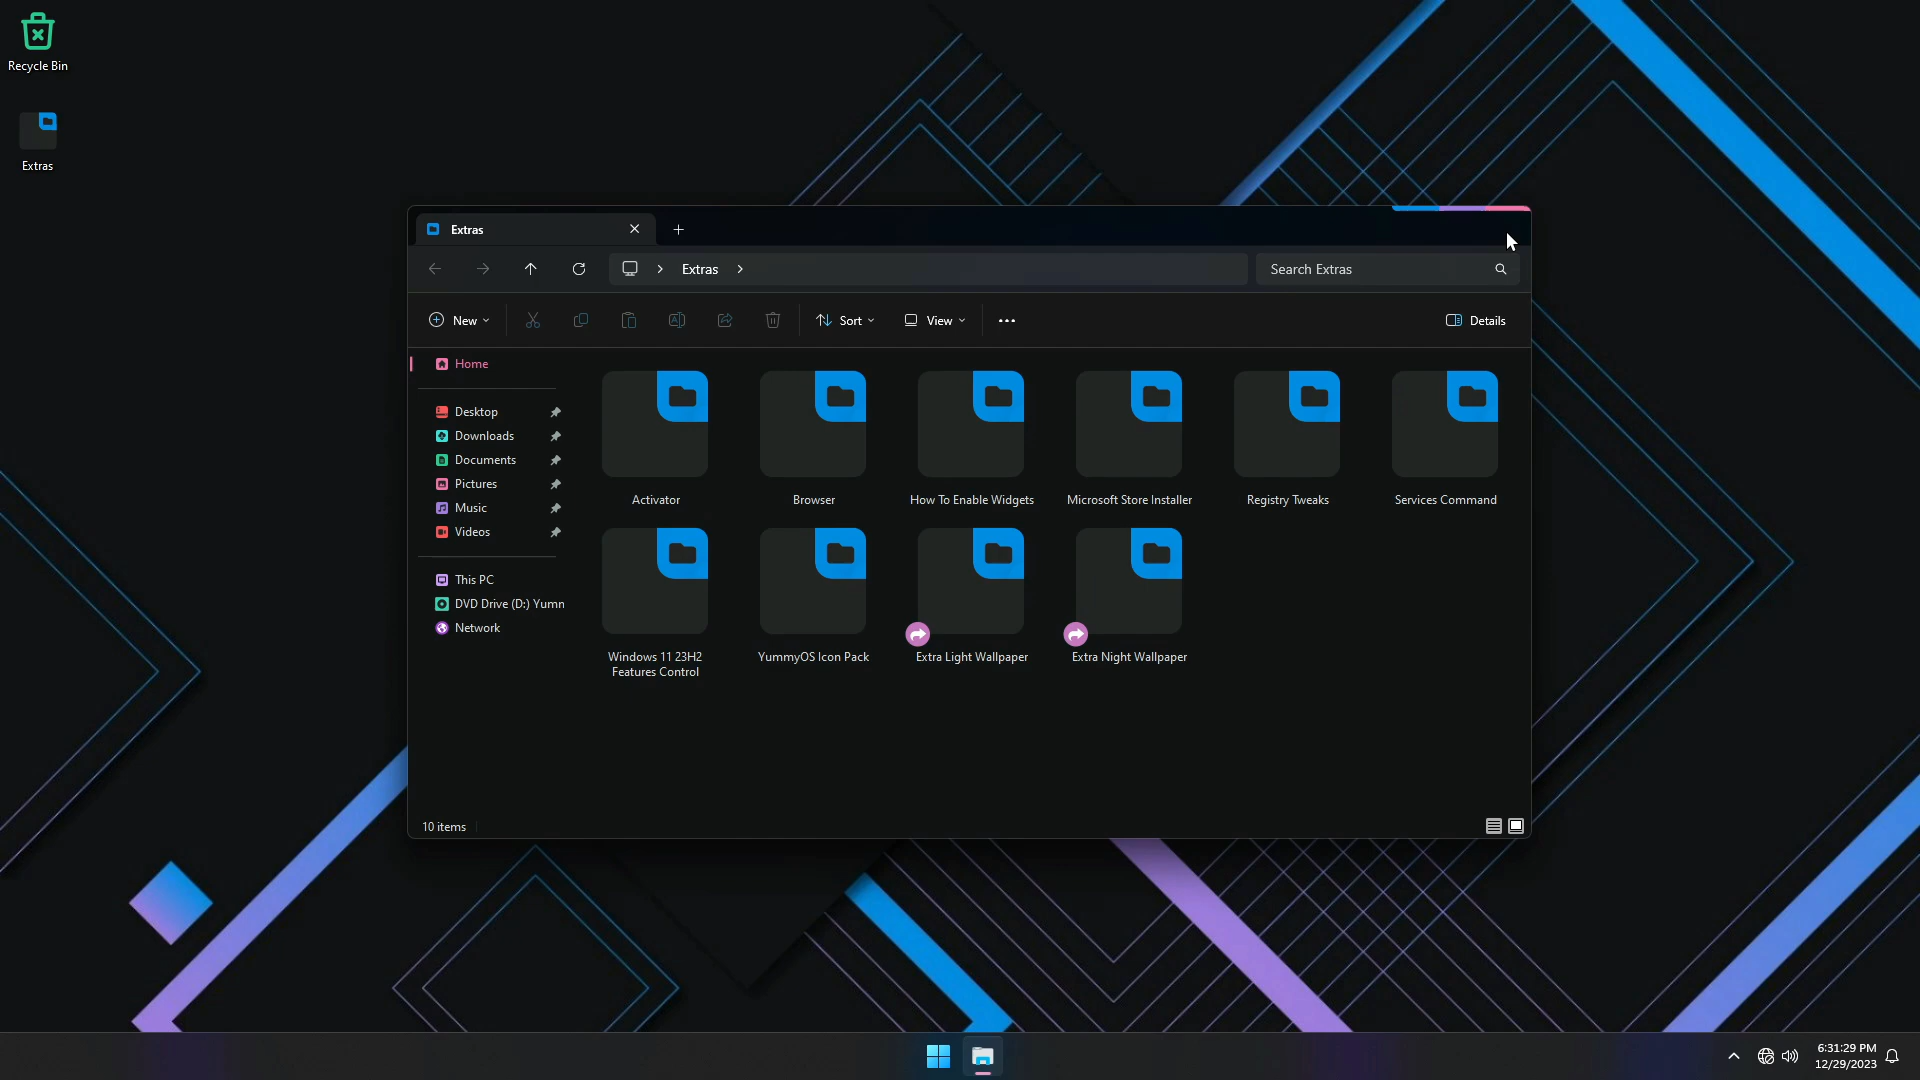 Recycle Bin
Extras
Extras
Extras
Search Extras
New
Sort
View
Details
Home
Desktop
Downloads
Documents
Pictures
Music
Videos
This PC
DVD Drive (D:) Yumn
Network
Activator
Browser
How To Enable Widgets
Microsoft Store Installer
Registry Tweaks
Services Command
Windows 11 23H2
Features Control
YummyOS Icon Pack
Extra Light Wallpaper
Extra Night Wallpaper
10 items
6:31:29 PM
12/29/2023